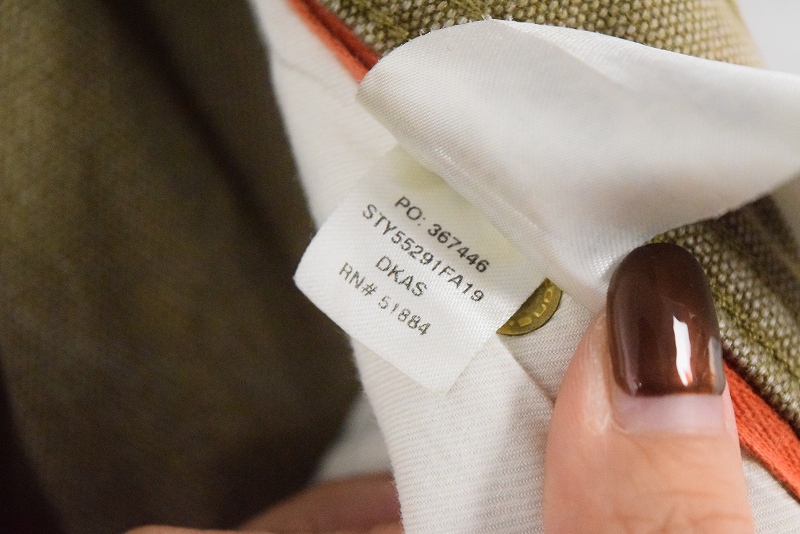 PO: 367446
STY55291FA19
DKAS
RN# 51884